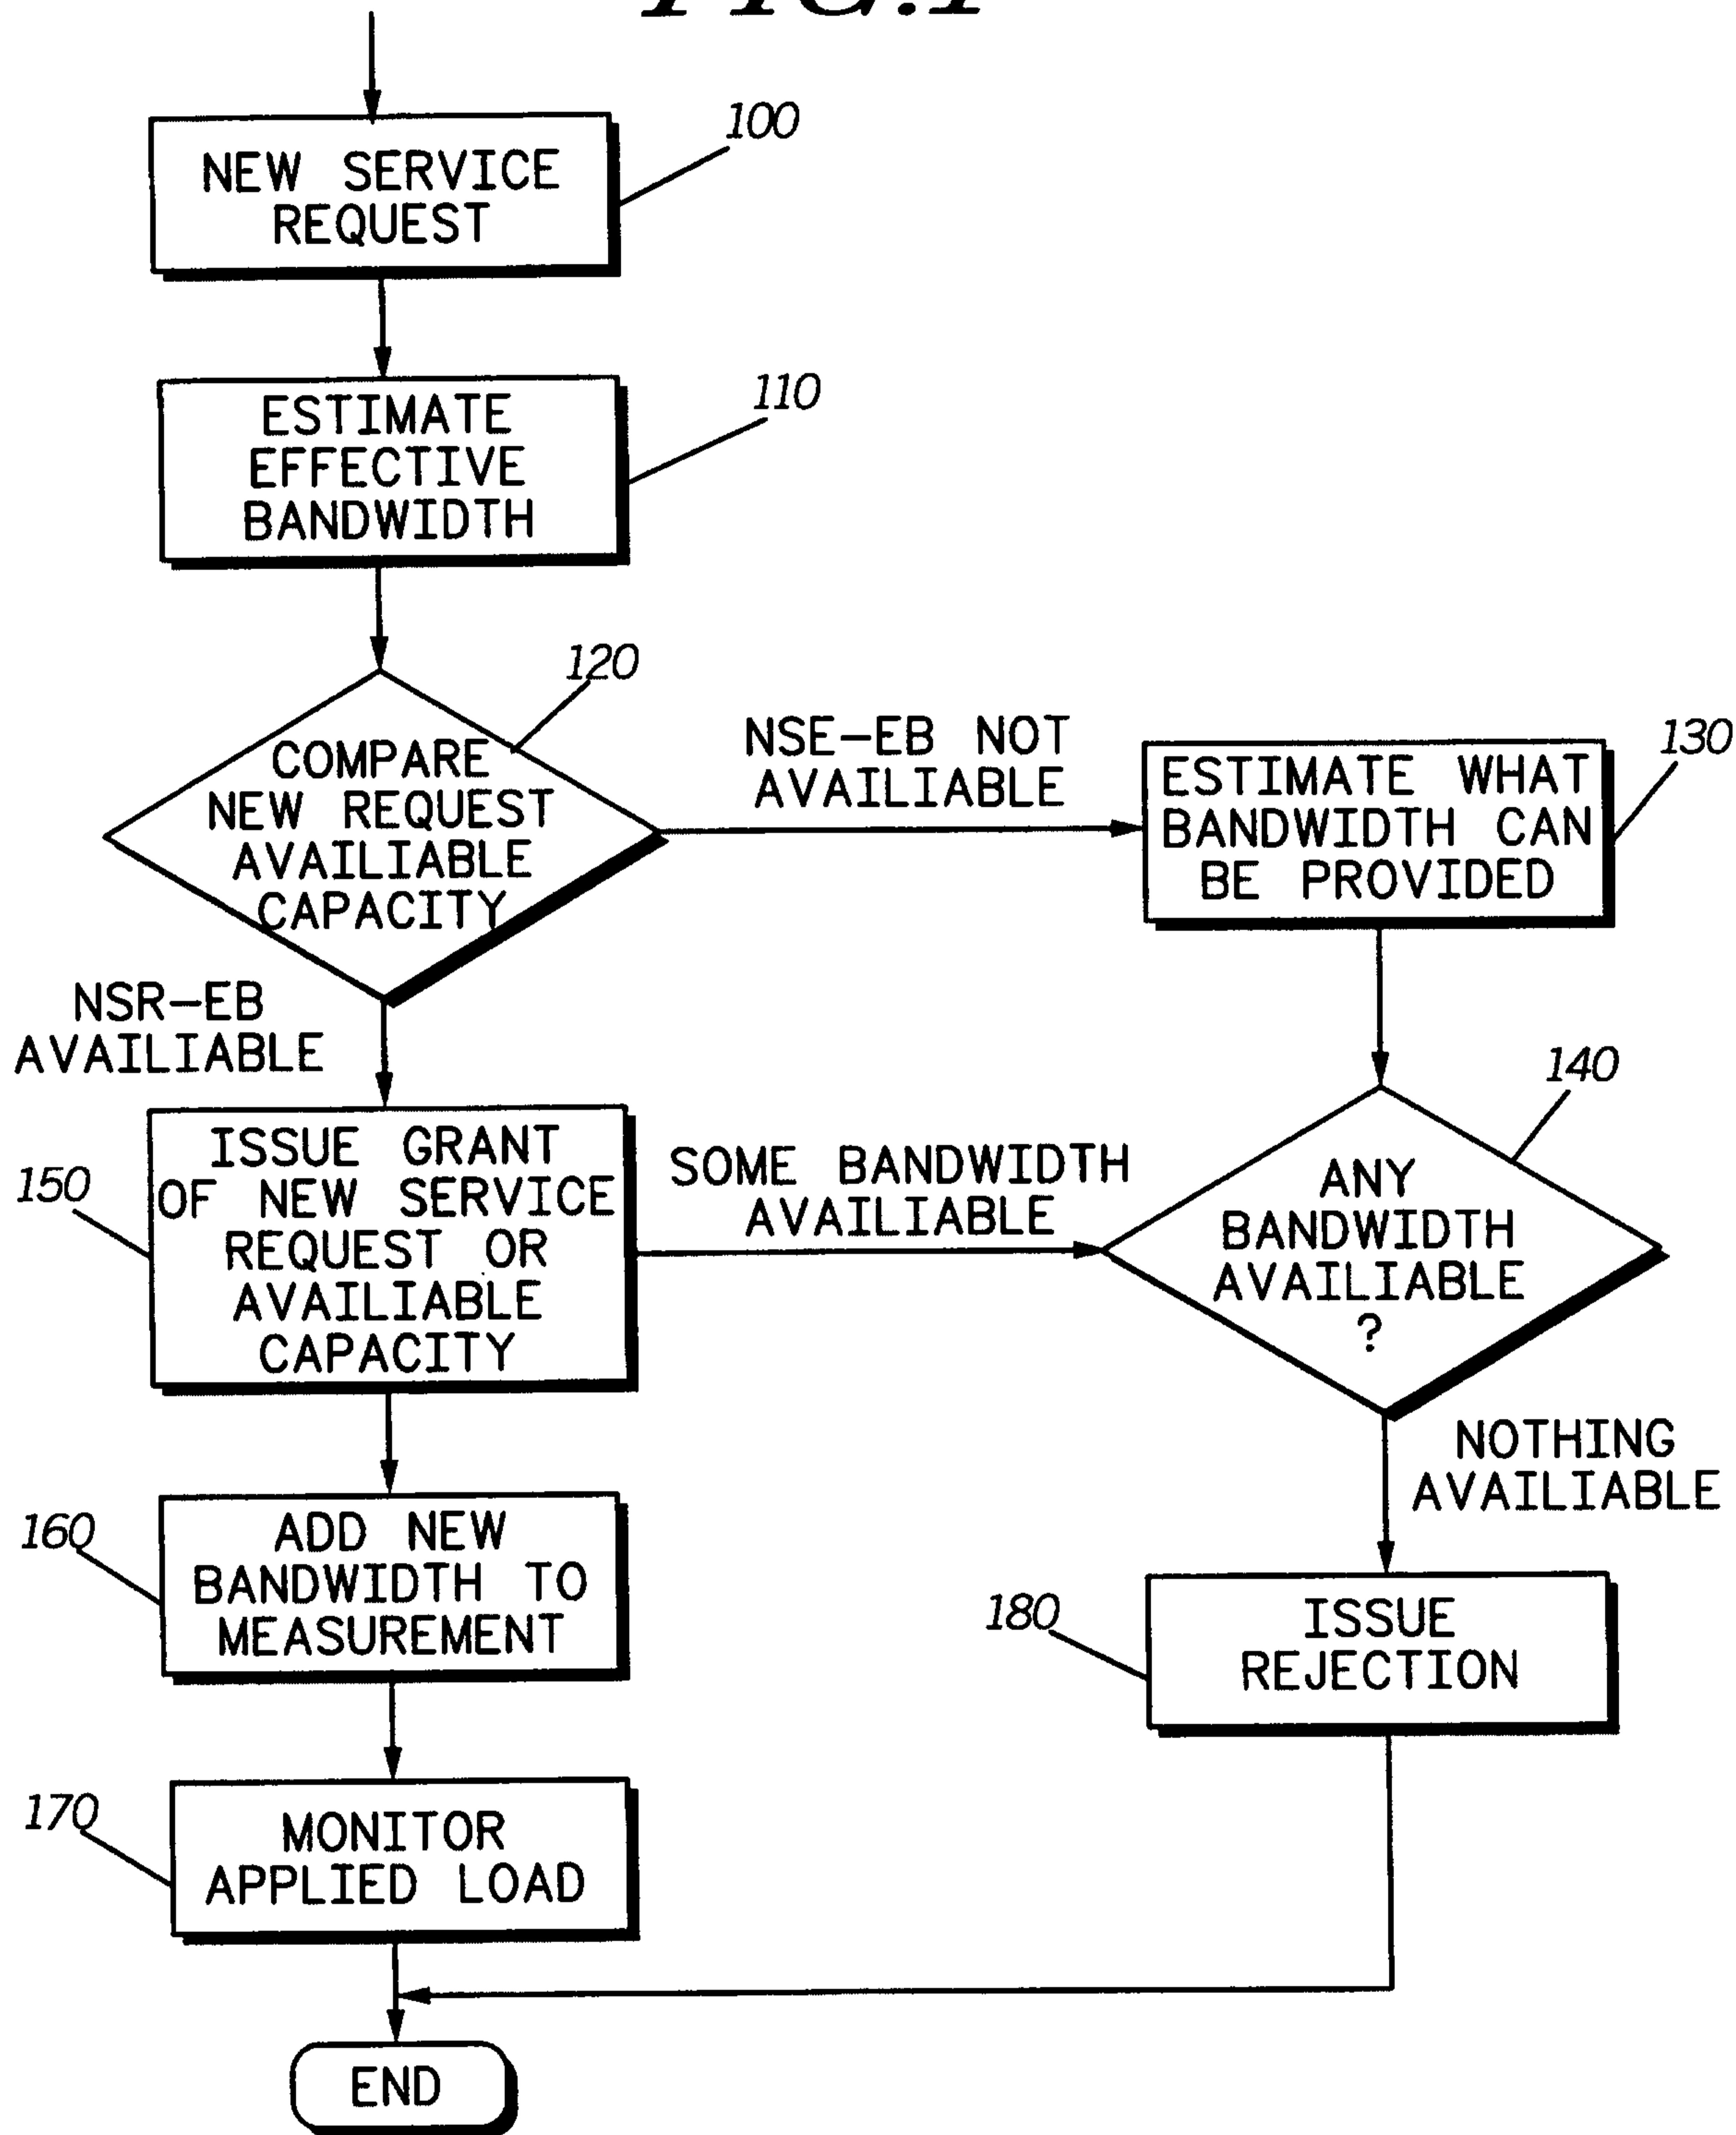 FIG.1
100
NEW SERVICE
REQUEST
110
ESTIMATE
EFFECTIVE
BANDWIDTH
120
COMPARE
NEW REQUEST
AVAILIABLE
CAPACITY
NSE-EB NOT
AVAILIABLE
130
ESTIMATE WHAT
BANDWIDTH CAN
BE PROVIDED
NSR-EB
AVAILIABLE
140
ANY
BANDWIDTH
AVAILIABLE
?
150
ISSUE GRANT
OF NEW SERVICE
REQUEST OR
AVAILIABLE
CAPACITY
SOME BANDWIDTH
AVAILIABLE
NOTHING
AVAILIABLE
160
ADD NEW
BANDWIDTH TO
MEASUREMENT
180
ISSUE
REJECTION
170
MONITOR
APPLIED LOAD
END